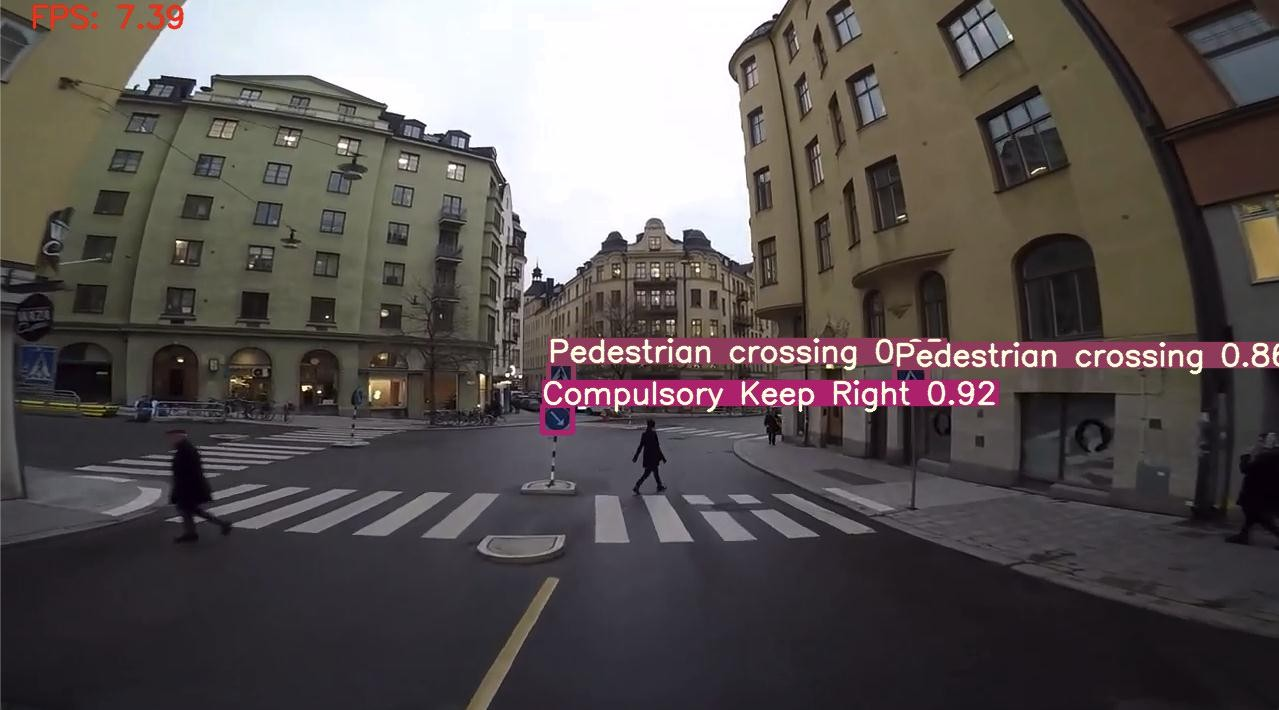 FPS: 7.39
Pedestrian crossing
Pedestrian crossing 0.86
Compulsory Keep Right 0.92